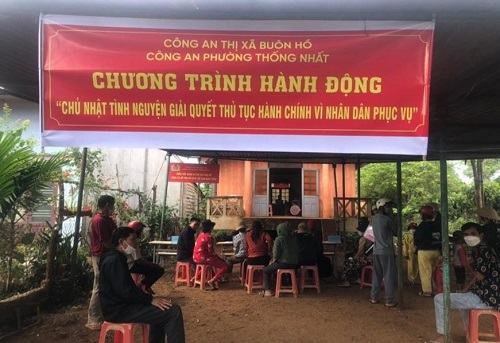 CÔNG AN THỊ XÃ BUÔN HỒ
CÔNG AN PHƯỜNG THỐNG NHẤT
CHƯƠNG TRÌNH HÀNH ĐỘNG
“CHỦ NHẬT TÌNH NGUYỆN GIẢI QUYẾT THỦ TỤC HÀNH CHÍNH VÌ NHÂN DÂN PHỤC VỤ”